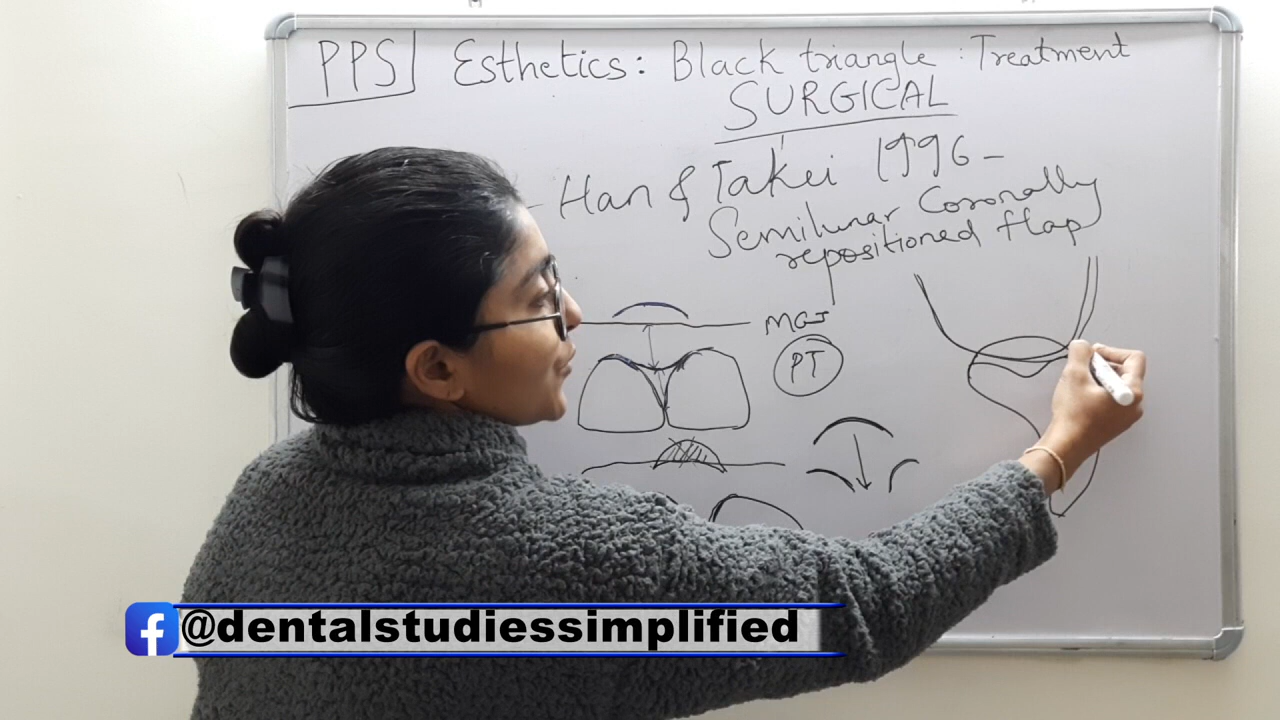 PPS Esthetics: Black triangle : Treatment
SURGICAL
- Han & Takei 1996 -
Semilunar Coronally
repositioned flap
MGJ
PT
@dentalstudiessimplified